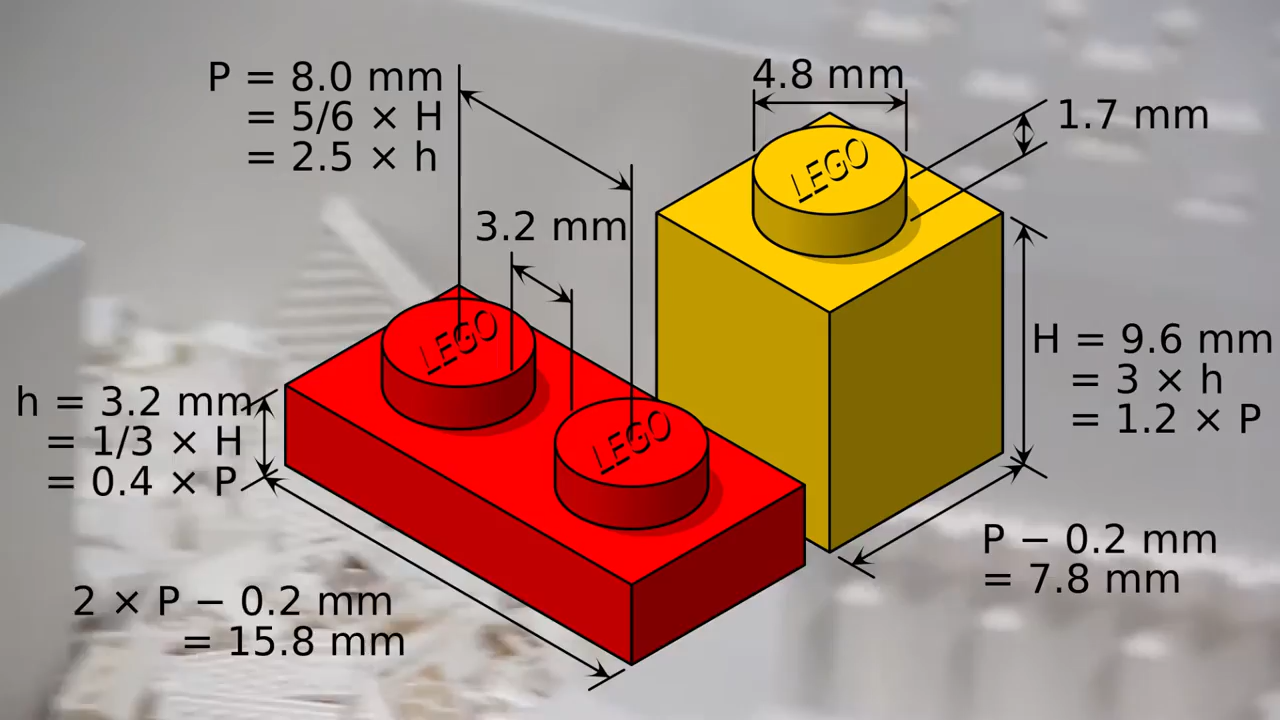 P = 8.0 mm
= 5/6 × H
= 2.5 × h
4.8 mm
1.7 mm
3.2 mm
LEGO
LEGO
LEGO
H = 9.6 mm
= 3 × h
= 1.2 × P
h = 3.2 mm
= 1/3 × H
= 0.4 × P
P − 0.2 mm
= 7.8 mm
2 × P − 0.2 mm
= 15.8 mm